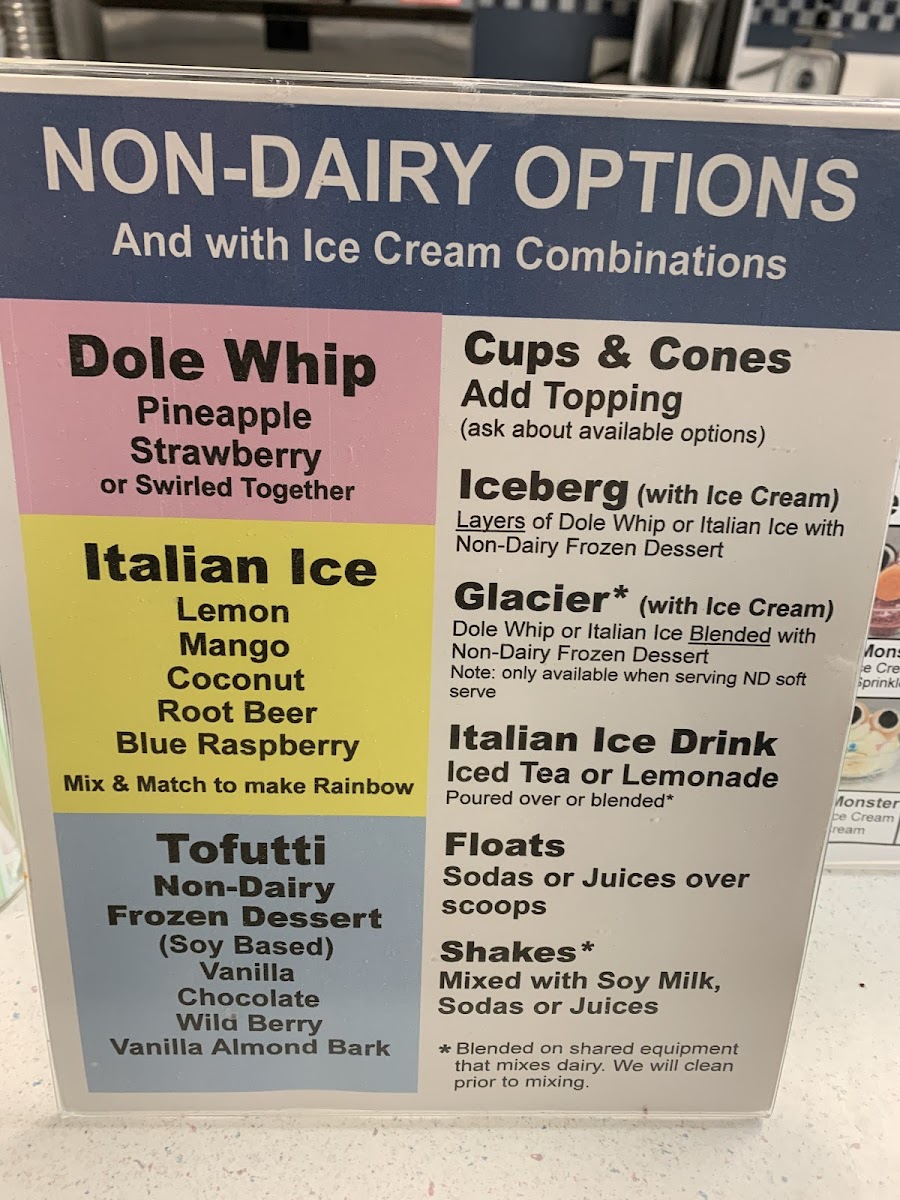 NON-DAIRY OPTIONS
And with Ice Cream Combinations
Dole Whip
Pineapple
Strawberry
or Swirled Together
Italian Ice
Lemon
Mango
Coconut
Root Beer
Blue Raspberry
Mix & Match to make Rainbow
Tofutti
Non-Dairy
Frozen Dessert
(Soy Based)
Vanilla
Chocolate
Wild Berry
Vanilla Almond Bark
Cups & Cones
Add Topping
(ask about available options)
Iceberg (with Ice Cream)
Layers of Dole Whip or Italian Ice with
Non-Dairy Frozen Dessert
Glacier* (with Ice Cream)
Dole Whip or Italian Ice Blended with
Non-Dairy Frozen Dessert
Note: only available when serving ND soft
serve
Italian Ice Drink
Iced Tea or Lemonade
Poured over or blended*
Floats
Sodas or Juices over
scoops
Shakes*
Mixed with Soy Milk,
Sodas or Juices
* Blended on shared equipment
that mixes dairy. We will clean
prior to mixing.
Monster
Cream